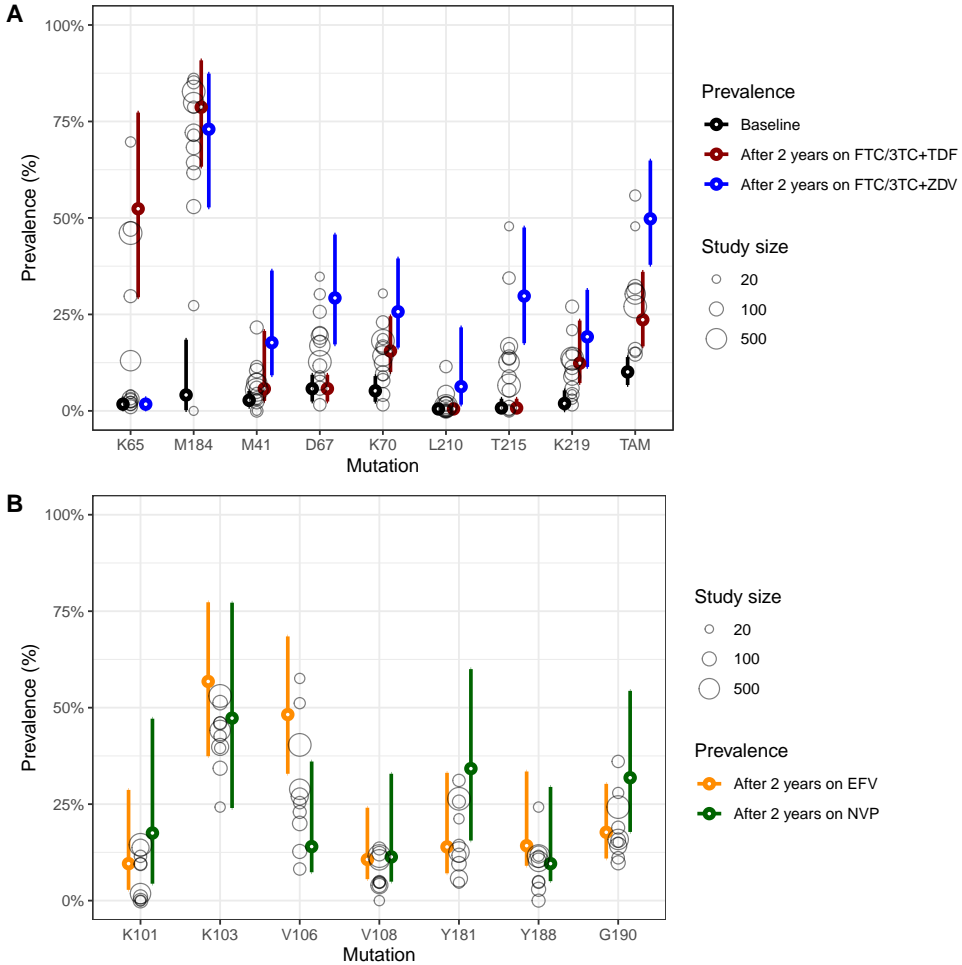 A
Prevalence (%)
100%
75%
50%
25%
0%
K65 M184 M41 D67 K70 L210 T215 K219 TAM
Mutation
Prevalence
Baseline
After 2 years on FTC/3TC+TDF
After 2 years on FTC/3TC+ZDV
Study size
20
100
500
B
Prevalence (%)
100%
75%
50%
25%
0%
K101 K103 V106 V108 Y181 Y188 G190
Mutation
Study size
20
100
500
Prevalence
After 2 years on EFV
After 2 years on NVP